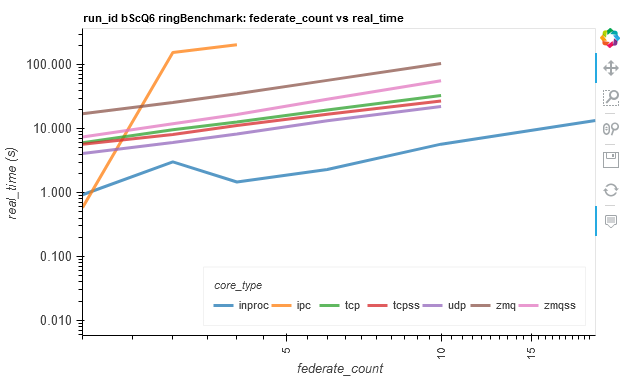 run_id bScQ6 ringBenchmark: federate_count vs real_time
100.000
10.000
1.000
0.100
0.010
real_time (s)
core_type
inproc ipc tcp tcpss udp zmq zmqss
5 10 15
federate_count